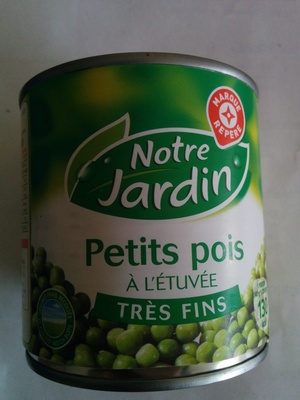 MARQUE
REPÈRE
Notre
Jardin
Petits pois
À L'ÉTUVÉE
TRÈS FINS